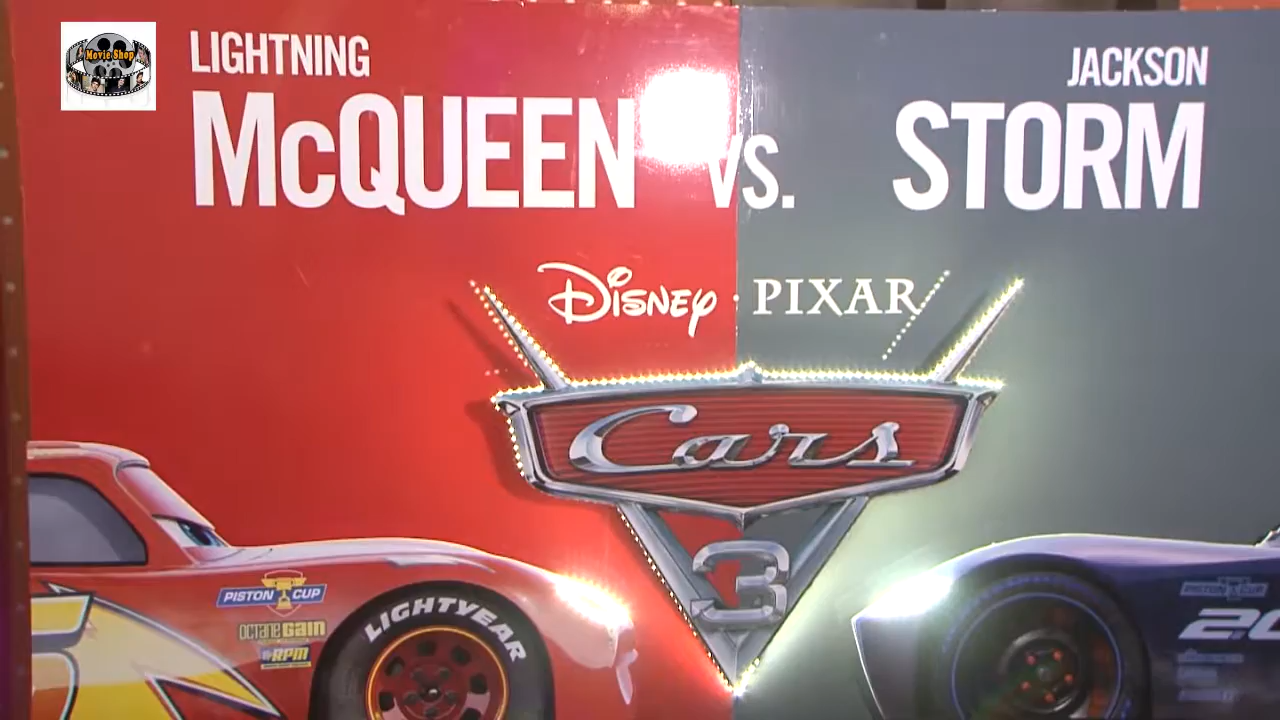 Movie Shop
LIGHTNING
McQUEEN vs.
JACKSON
STORM
DISNEY · PIXAR
Cars
3
PISTON CUP
OCTANE GAIN
RPM
LIGHTYEAR
PISTON CUP
20